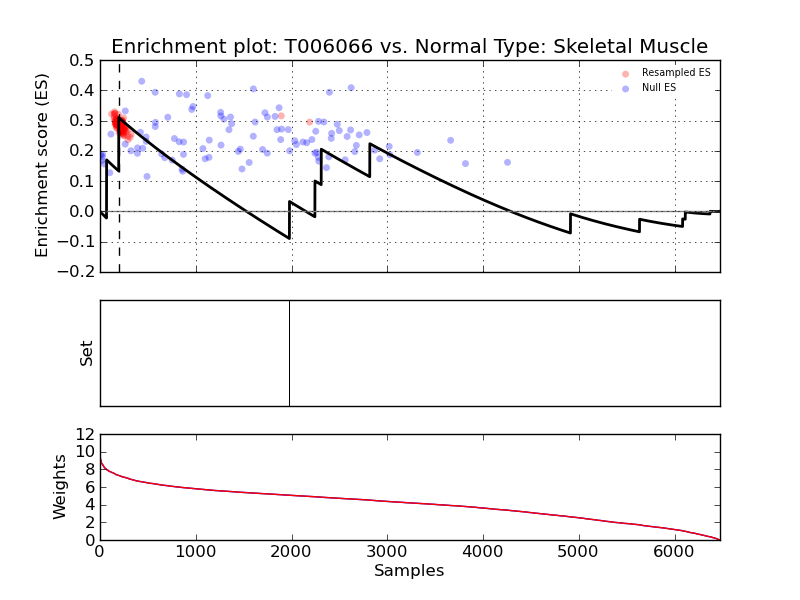 Enrichment plot: T006066 vs. Normal Type: Skeletal Muscle
Enrichment score (ES)
0.5
0.4
0.3
0.2
0.1
0.0
−0.1
−0.2
Resampled ES
Null ES
Set
Weights
12
10
8
6
4
2
0
0 1000 2000 3000 4000 5000 6000
Samples